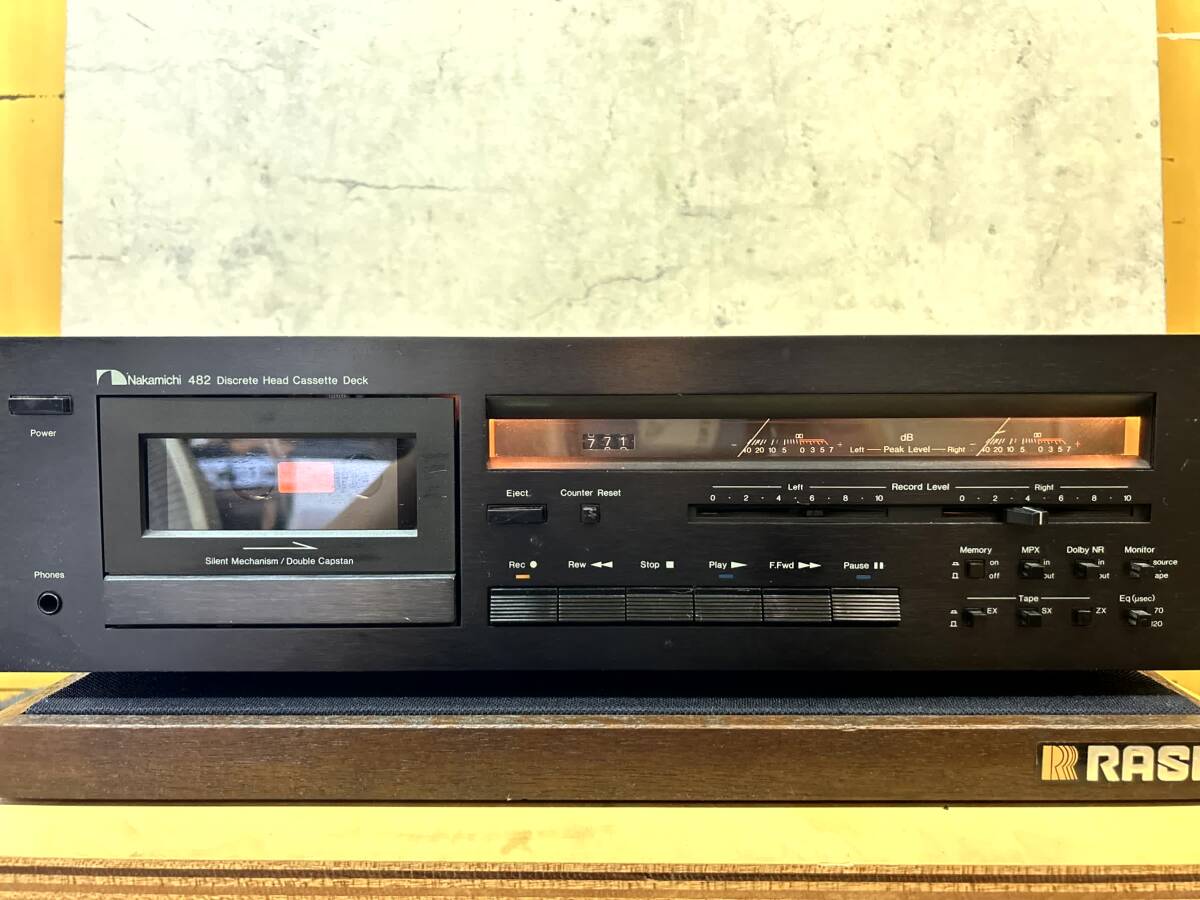 Nakamichi 482 Discrete Head Cassette Deck
Power
Phones
Silent Mechanism / Double Capstan
771
dB
40 20 10 5 0 3 5 7 +
Left — Peak Level — Right
40 20 10 5 0 3 5 7 +
Eject
Counter Reset
Left Record Level Right
0 · 2 · 4 · 6 · 8 · 10
0 · 2 · 4 · 6 · 8 · 10
Rec ●
Rew ◀◀
Stop ■
Play ▶
F.Fwd ▶▶
Pause ▮▮
Memory
on
off
MPX
in
out
Dolby NR
in
out
Monitor
source
tape
Tape
EX
SX
ZX
Eq (µsec)
70
120
RAS